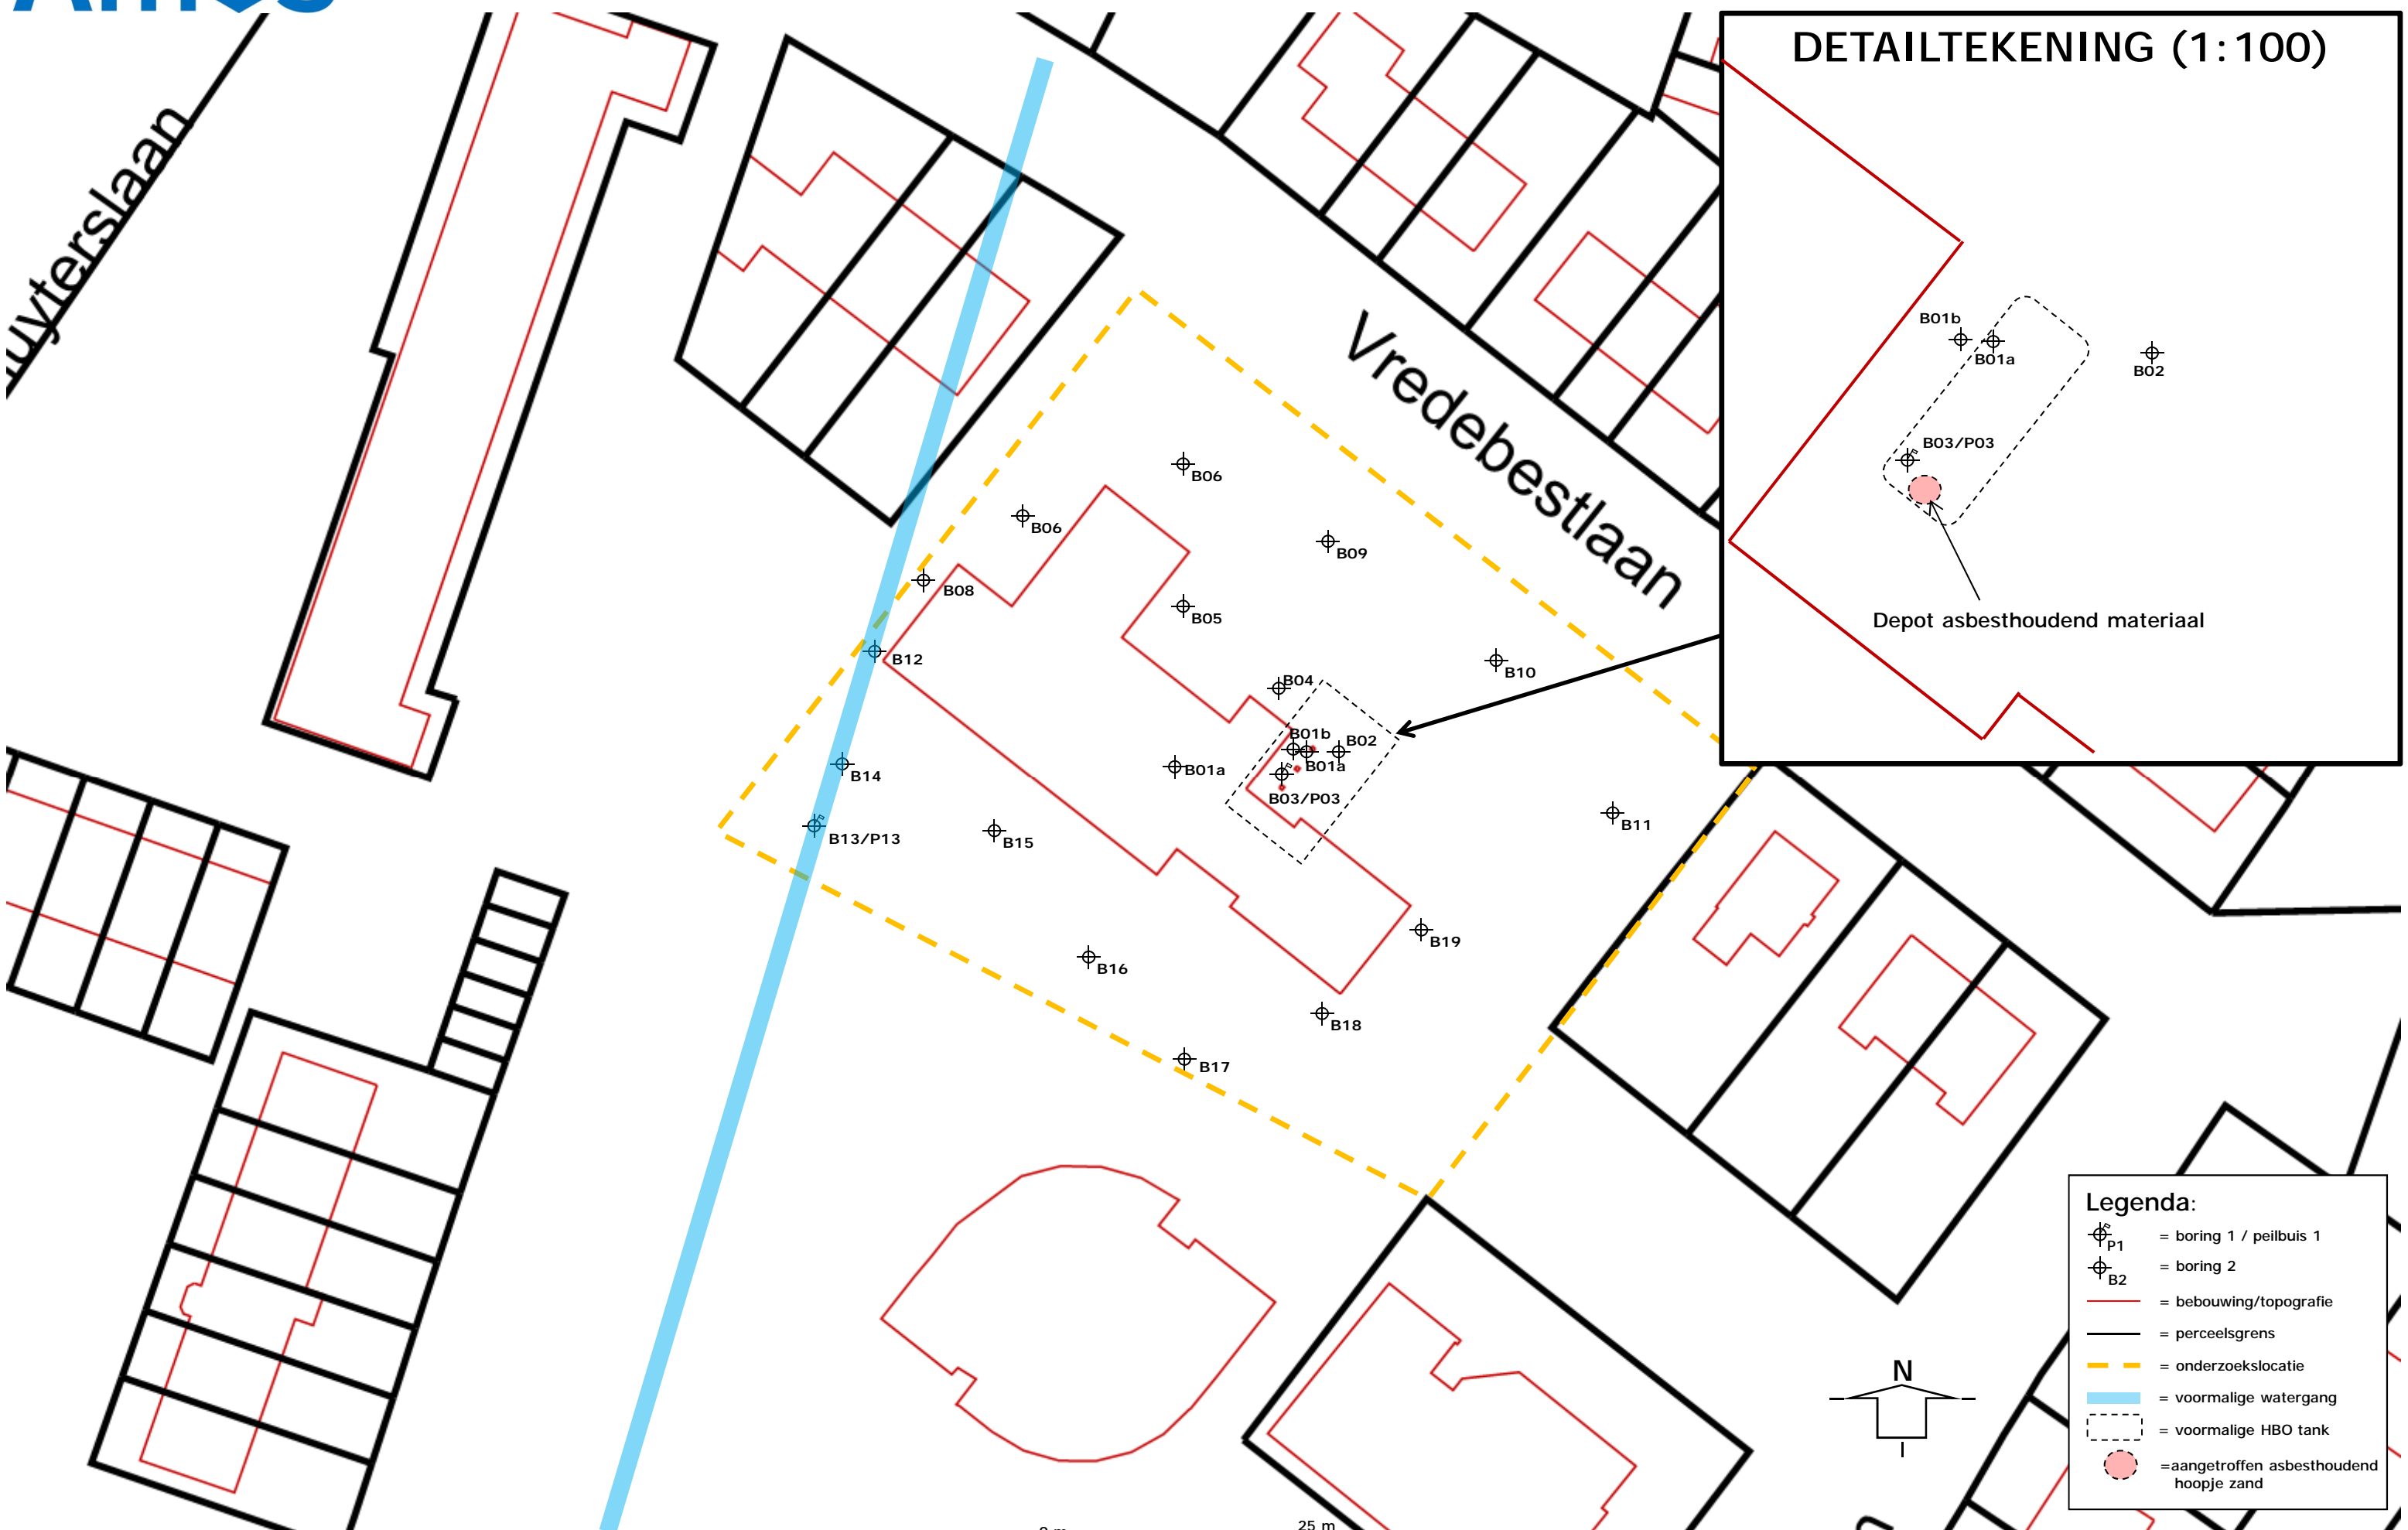 DETAILTEKENING (1:100)
B01b
B01a
B02
B03/P03
Depot asbesthoudend materiaal
uyterslaan
Vredebestlaan
B06
B06
B09
B08
B05
B12
B10
B04
B01b
B02
B01a
B01a
B14
B03/P03
B11
B13/P13
B15
B19
B16
B18
B17
Legenda:
P1 = boring 1 / peilbuis 1
B2 = boring 2
= bebouwing/topografie
= perceelsgrens
= onderzoekslocatie
= voormalige watergang
= voormalige HBO tank
=aangetroffen asbesthoudend
hoopje zand
N
25 m